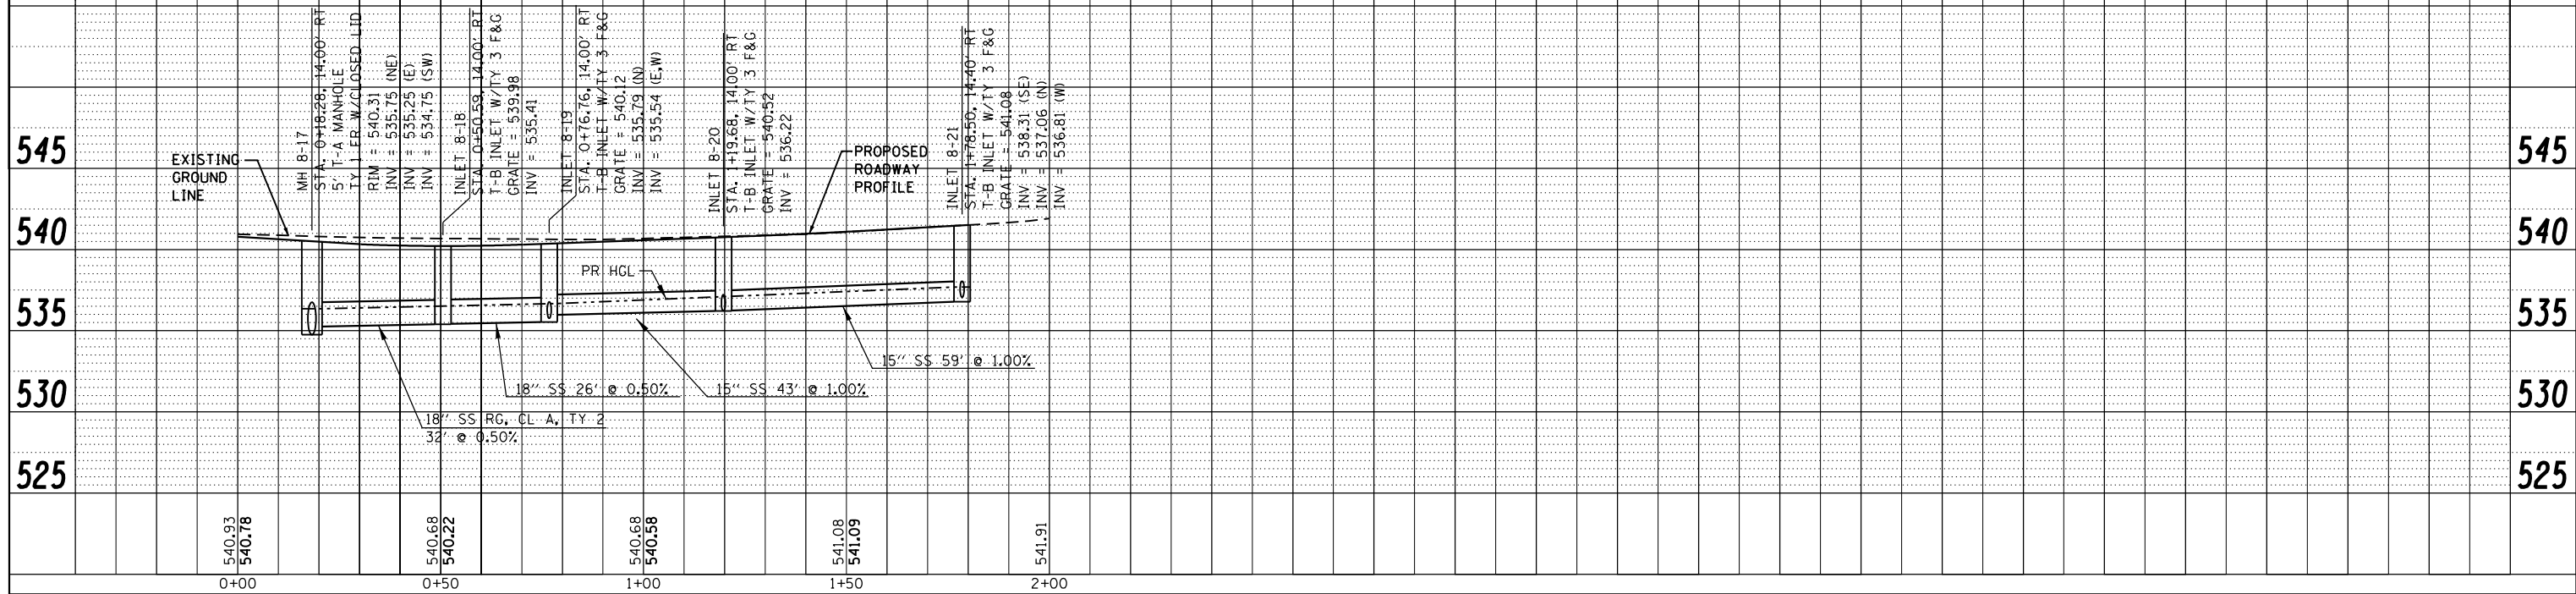 MH 8-17
STA. 0+18.28, 14.00' RT
5' T-A MANHOLE
TY 1 FR W/CLOSED LID
RIM = 540.31
INV = 535.75 (NE)
INV = 535.25 (E)
INV = 534.75 (SW)
INLET 8-18
STA. 0+50.59, 14.00' RT
T-B INLET W/TY 3 F&G
GRATE = 539.98
INV = 535.41
INLET 8-19
STA. 0+76.76, 14.00' RT
T-B INLET W/TY 3 F&G
GRATE = 540.12
INV = 535.79 (N)
INV = 535.54 (E,W)
INLET 8-20
STA. 1+19.68, 14.00' RT
T-B INLET W/TY 3 F&G
GRATE = 540.52
INV = 536.22
INLET 8-21
STA. 1+78.50, 14.40' RT
T-B INLET W/TY 3 F&G
GRATE = 541.08
INV = 538.31 (SE)
INV = 537.06 (N)
INV = 536.81 (W)
545
EXISTING
GROUND
LINE
PROPOSED
ROADWAY
PROFILE
545
540
540
PR HGL
535
535
15'' SS 59' @ 1.00%
530
18'' SS 26' @ 0.50%
15'' SS 43' @ 1.00%
530
18'' SS RG, CL A, TY 2
32' @ 0.50%
525
525
540.93
540.78
540.68
540.22
540.68
540.58
541.08
541.09
541.91
0+00
0+50
1+00
1+50
2+00